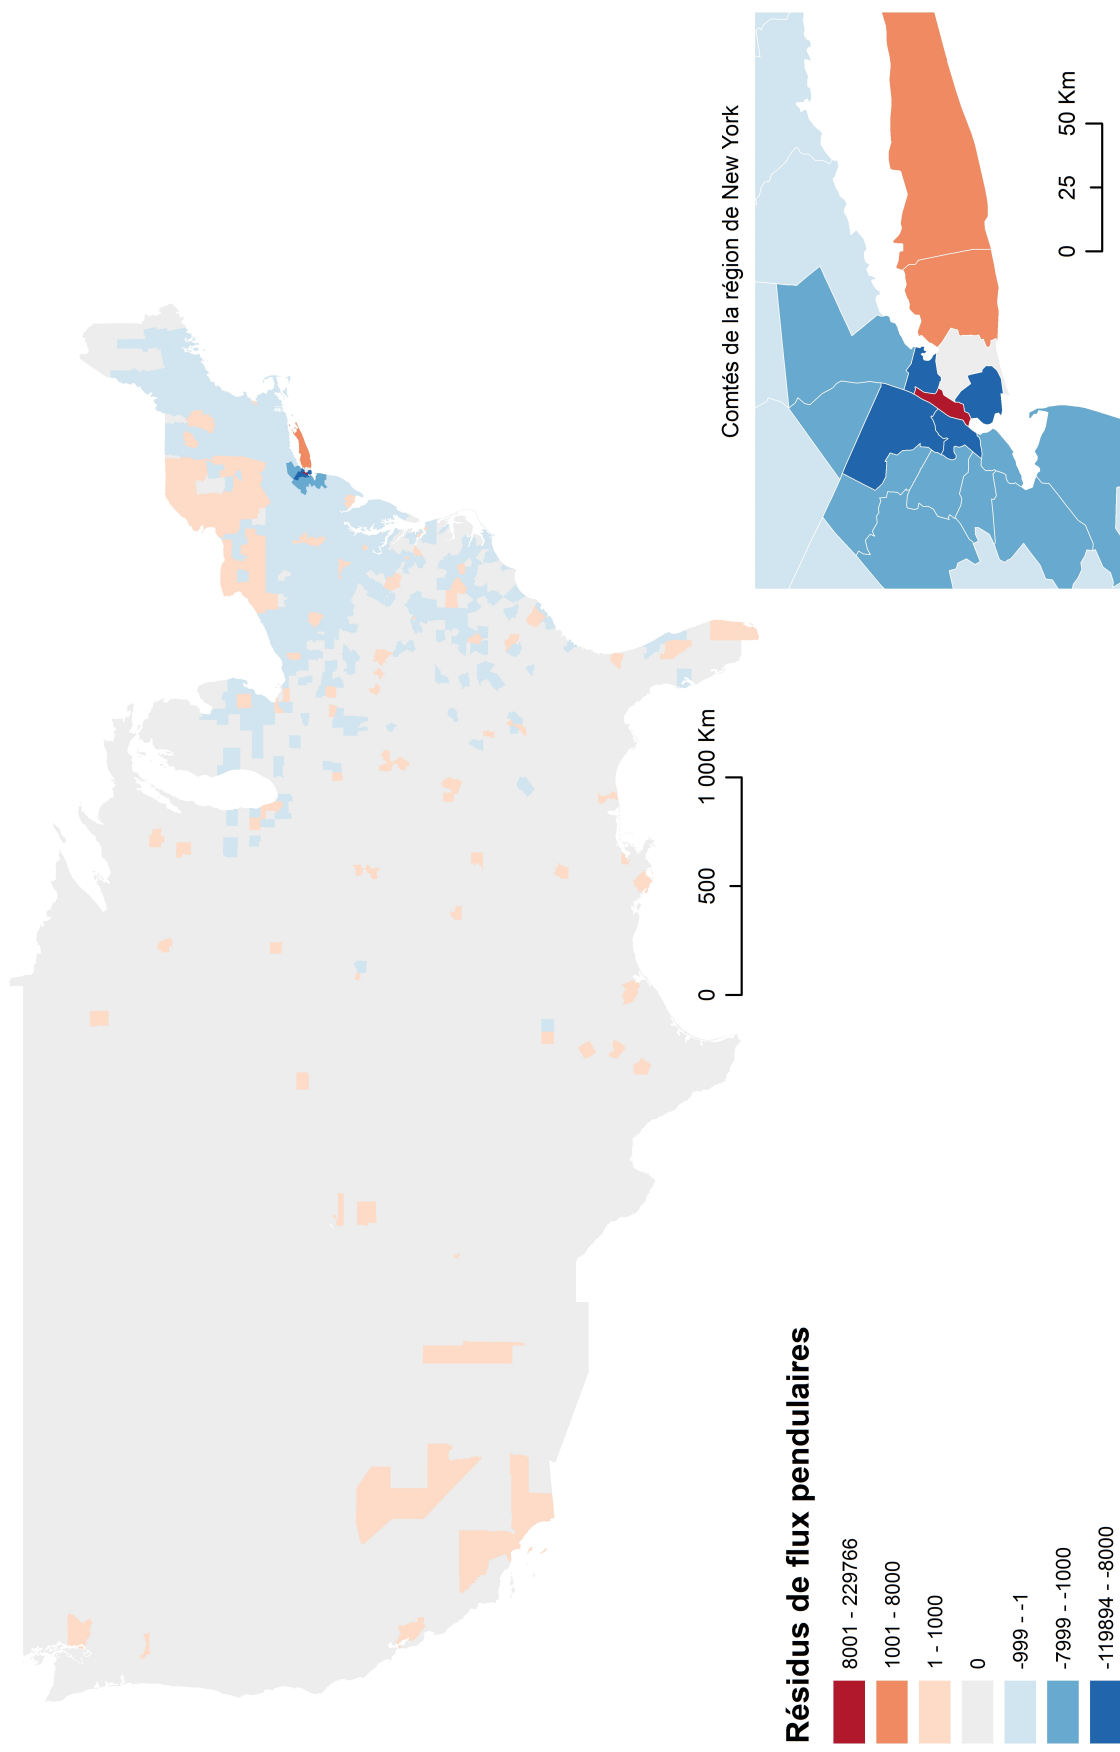 Comtés de la région de New York
0 25 50 Km
0 500 1 000 Km
Résidus de flux pendulaires
8001 - 229766
1001 - 8000
1 - 1000
0
-999 - -1
-7999 - -1000
-119894 - -8000